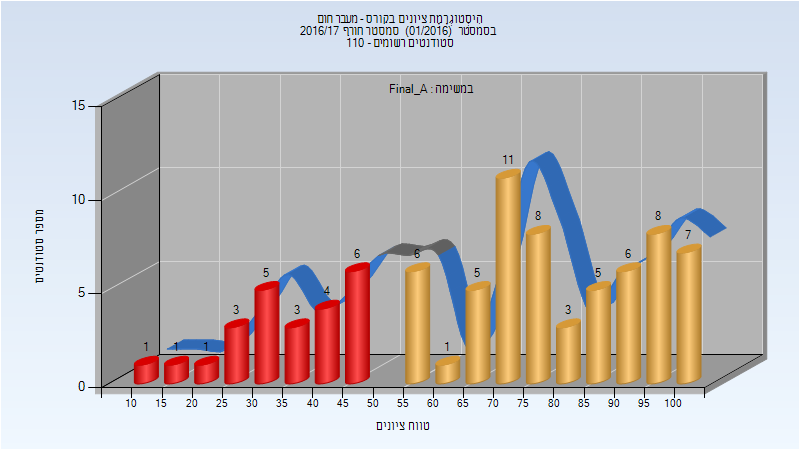 היסטוגרמת ציונים בקורס - מעבר חום
בסמסטר (01/2016) סמסטר חורף 2016/17
סטודנטים רשומים - 110
במשימה : Final_A
מספר סטודנטים
15
10
5
0
1 1 1 3 5 3 4 6 6 1 5 11 8 3 5 6 8 7
10 15 20 25 30 35 40 45 50 55 60 65 70 75 80 85 90 95 100
טווח ציונים